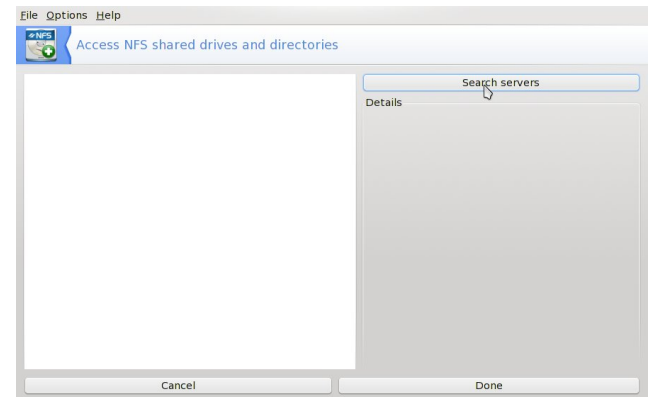 File Options Help
NFS
Access NFS shared drives and directories
Search servers
Details
Cancel
Done